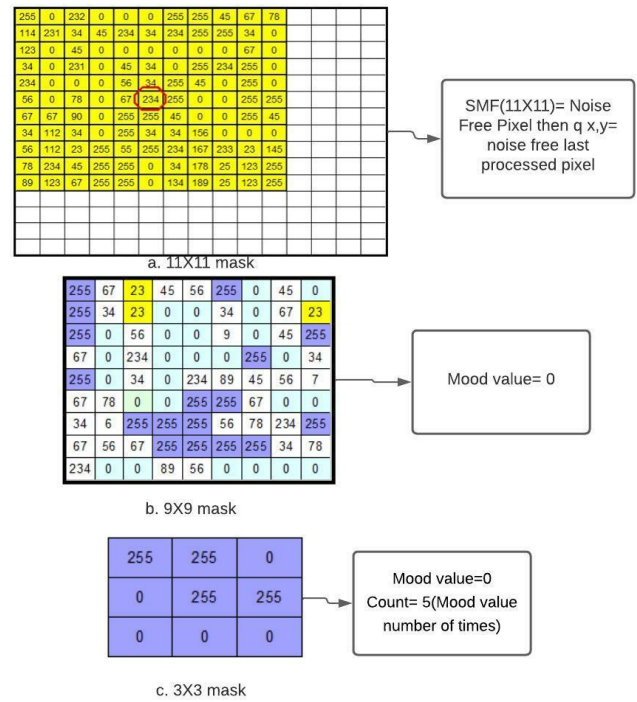 255 0 232 0 0 0 255 255 45 67 78
114 231 34 45 234 34 234 255 255 34 0
123 0 45 0 0 0 0 0 0 67 0
34 0 231 0 45 34 0 255 234 255 0
234 0 0 0 56 34 255 45 0 255 0
56 0 78 0 67 234 255 0 0 255 255
67 67 90 0 255 255 45 0 0 255 45
34 112 34 0 255 34 34 156 0 0 0
56 112 23 255 55 255 234 167 233 23 145
78 234 45 255 255 0 34 178 25 123 255
89 123 67 255 255 0 134 189 25 123 255
SMF(11X11)= Noise
Free Pixel then q x,y=
noise free last
processed pixel
a. 11X11 mask
255 67 23 45 56 255 0 45 0
255 34 23 0 0 34 0 67 23
255 0 56 0 0 9 0 45 255
67 0 234 0 0 0 255 0 34
255 0 34 0 234 89 45 56 7
67 78 0 0 255 255 67 0 0
34 6 255 255 255 56 78 234 255
67 56 67 255 255 255 255 34 78
234 0 0 89 56 0 0 0 0
Mood value= 0
b. 9X9 mask
255 255 0
0 255 255
0 0 0
Mood value=0
Count= 5(Mood value
number of times)
c. 3X3 mask